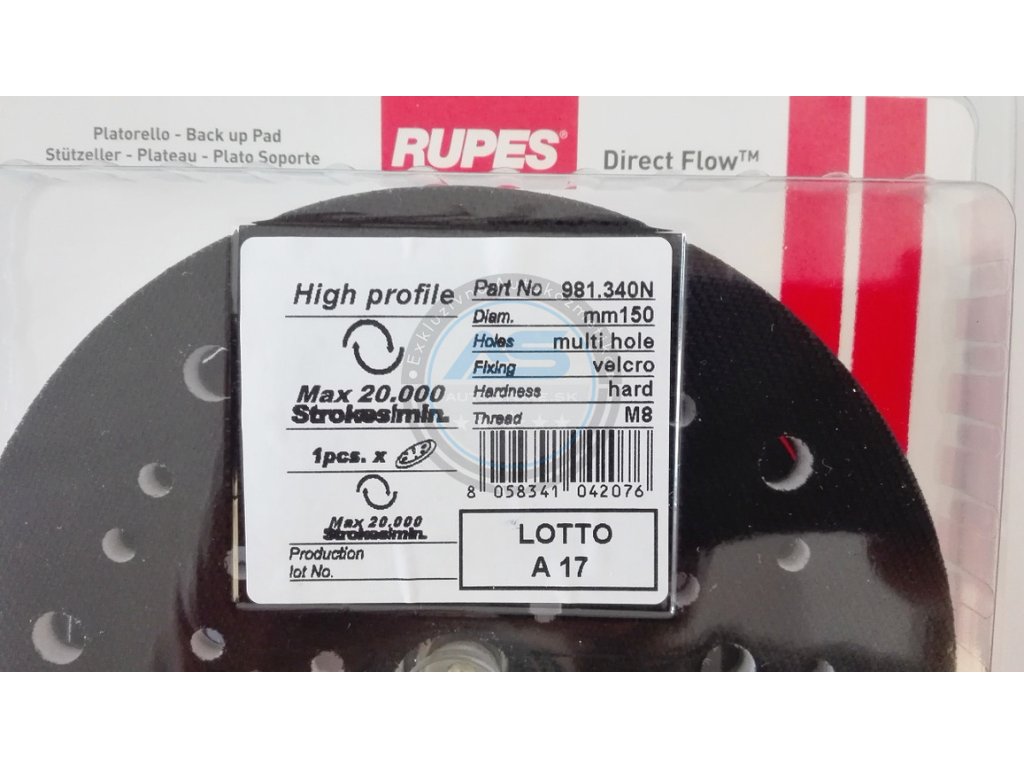 Platorello - Back up Pad
Stützeller - Plateau - Plato Soporte
RUPES®
Direct Flow™
High profile
Max 20.000
Strokes/min.
1pcs. x
Max 20.000
Strokes/min.
Production
lot No.
Part No 981.340N
Diam. mm150
Holes multi hole
Fixing velcro
Hardness hard
Thread M8
8 058341 042076
LOTTO
A 17